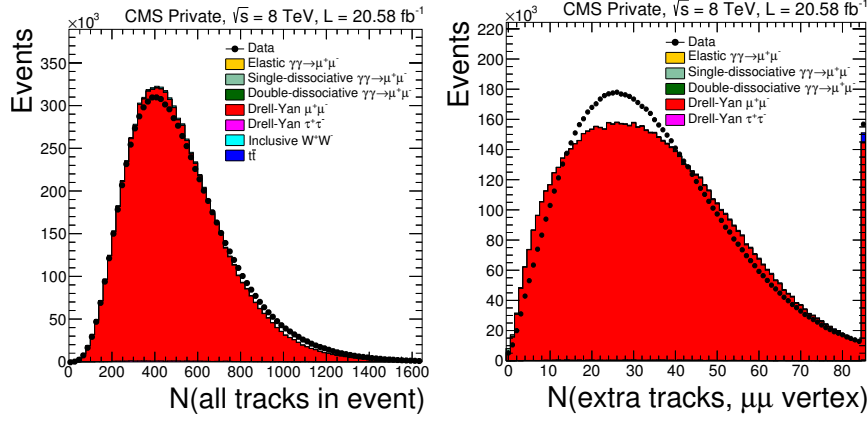 CMS Private, √s = 8 TeV, L = 20.58 fb⁻¹
×10³
Events
Data
Elastic γγ→μ⁺μ⁻
Single-dissociative γγ→μ⁺μ⁻
Double-dissociative γγ→μ⁺μ⁻
Drell-Yan μ⁺μ⁻
Drell-Yan τ⁺τ⁻
Inclusive W⁺W⁻
tt̄
350
300
250
200
150
100
50
0
0 200 400 600 800 1000 1200 1400 1600
N(all tracks in event)
CMS Private, √s = 8 TeV, L = 20.58 fb⁻¹
×10³
Events
Data
Elastic γγ→μ⁺μ⁻
Single-dissociative γγ→μ⁺μ⁻
Double-dissociative γγ→μ⁺μ⁻
Drell-Yan μ⁺μ⁻
Drell-Yan τ⁺τ⁻
220
200
180
160
140
120
100
80
60
40
20
0
0 10 20 30 40 50 60 70 80
N(extra tracks, μμ vertex)